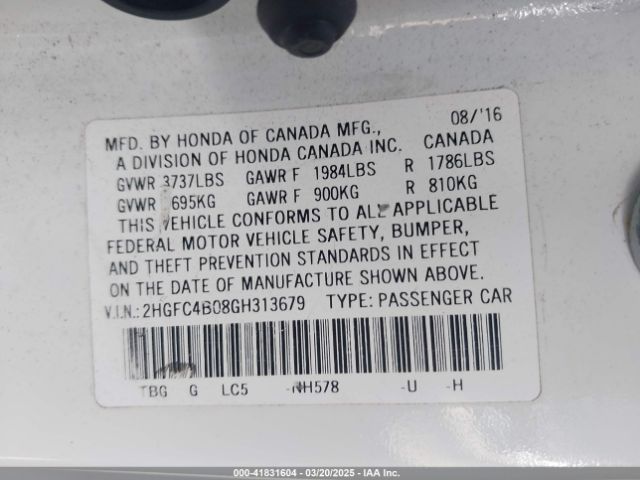 08/'16
MFD. BY HONDA OF CANADA MFG.,
A DIVISION OF HONDA CANADA INC. CANADA
GVWR 3737LBS GAWR F 1984LBS R 1786LBS
GVWR 695KG GAWR F 900KG R 810KG
THIS VEHICLE CONFORMS TO ALL APPLICABLE
FEDERAL MOTOR VEHICLE SAFETY, BUMPER,
AND THEFT PREVENTION STANDARDS IN EFFECT
ON THE DATE OF MANUFACTURE SHOWN ABOVE.
V.I.N.: 2HGFC4B08GH313679 TYPE: PASSENGER CAR
TBG G LC5 -NH578 -U -H
000-41831604 — 03/20/2025 — IAA Inc.